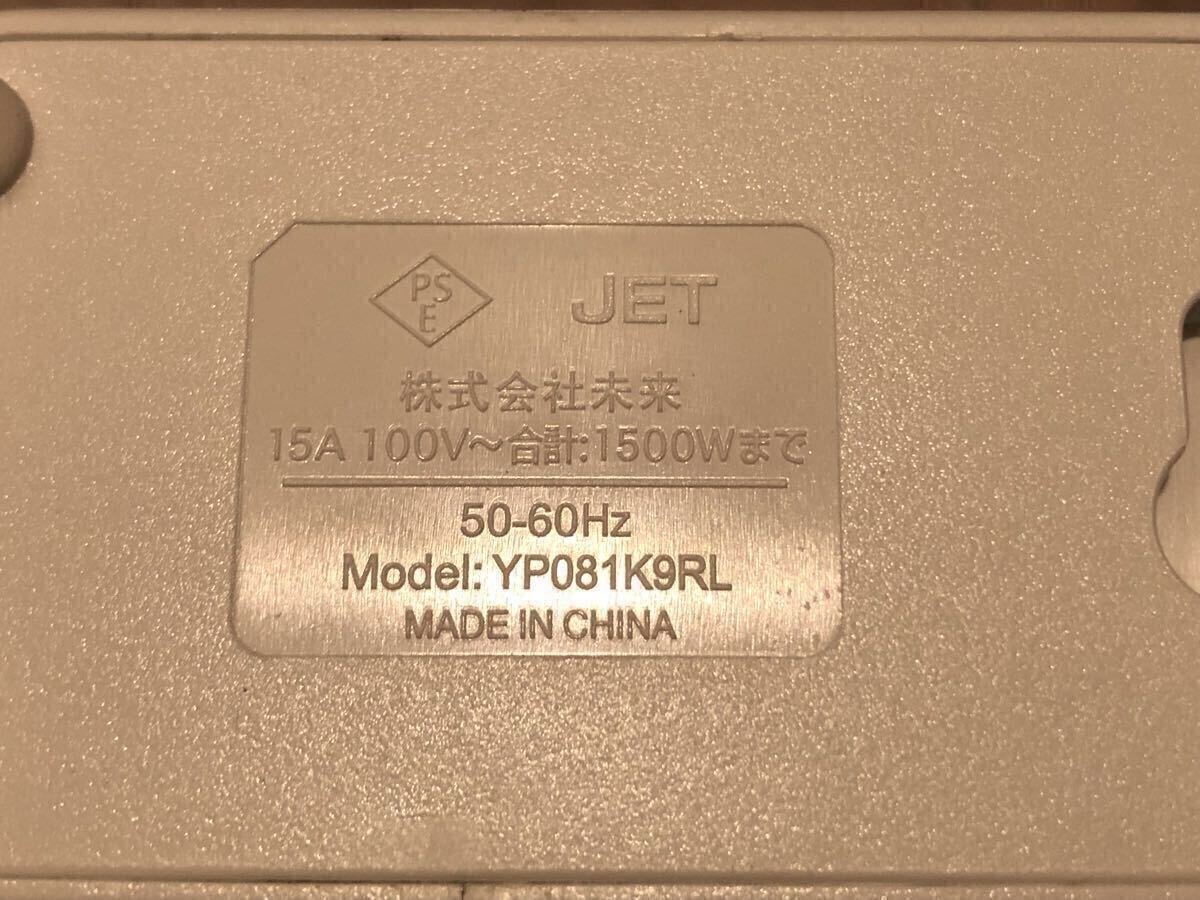 PS
E
JET
株式会社未来
15A 100V～合計:1500Wまで
50-60Hz
Model: YP081K9RL
MADE IN CHINA